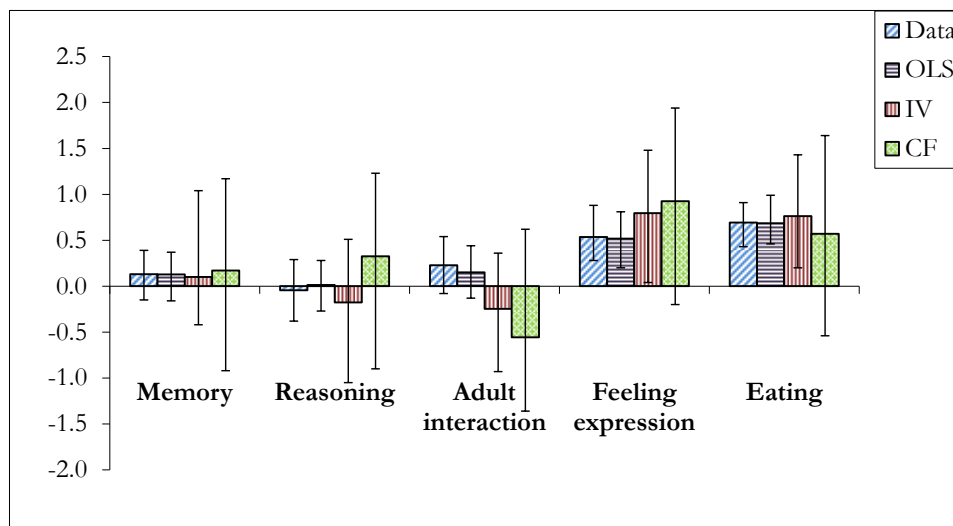 Data
OLS
IV
CF
2.5
2.0
1.5
1.0
0.5
0.0
-0.5
-1.0
-1.5
-2.0
Memory
Reasoning
Adult
interaction
Feeling
expression
Eating